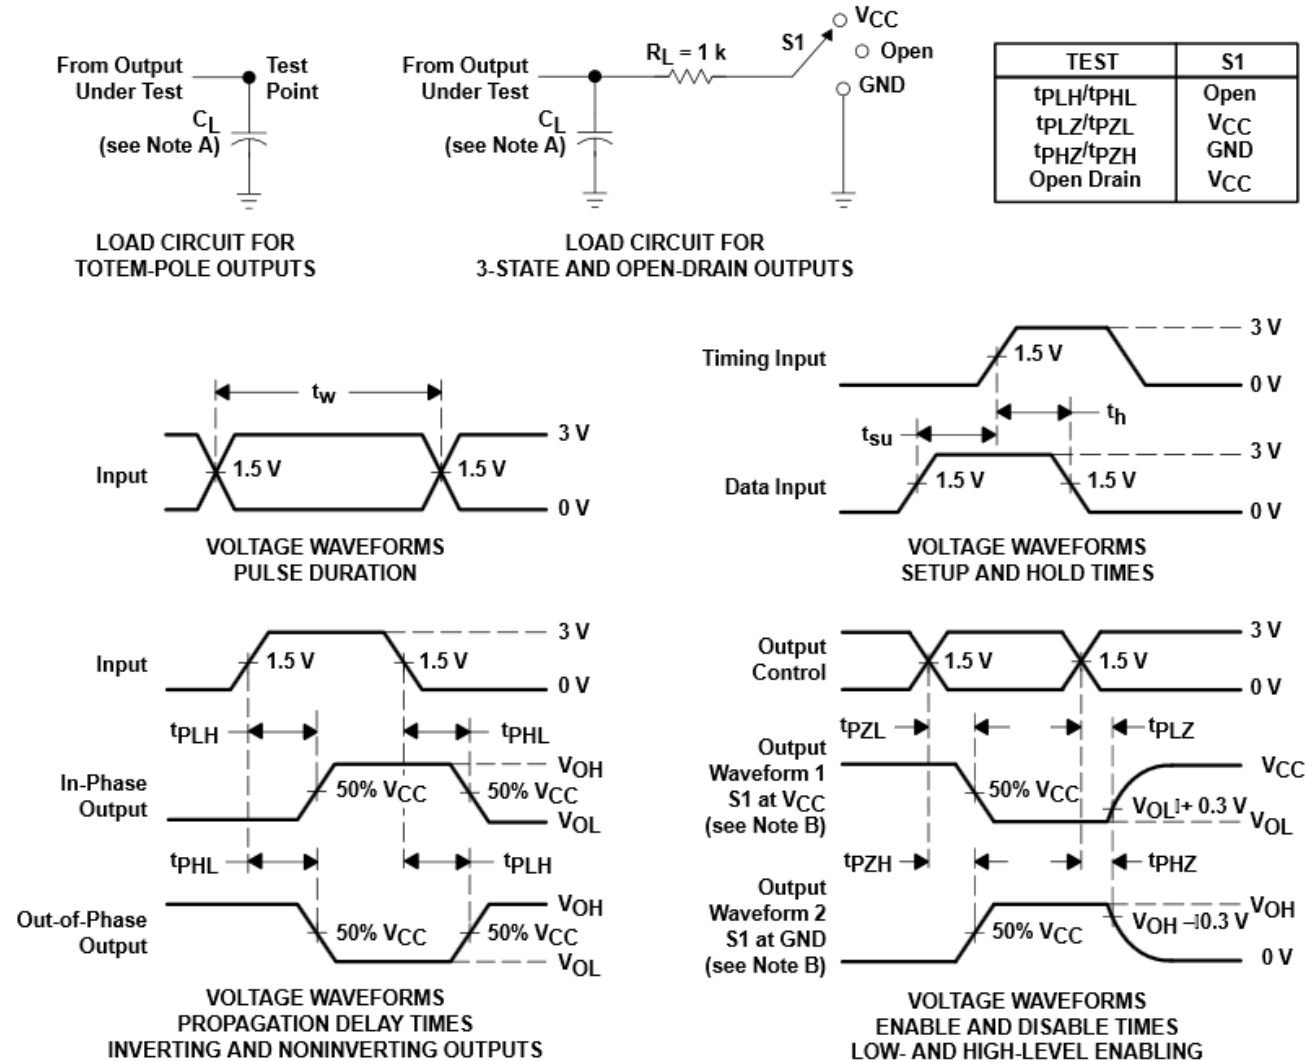 From Output
Under Test
Test
Point
CL
(see Note A)
LOAD CIRCUIT FOR
TOTEM-POLE OUTPUTS
From Output
Under Test
RL = 1 k
S1
VCC
Open
GND
CL
(see Note A)
LOAD CIRCUIT FOR
3-STATE AND OPEN-DRAIN OUTPUTS
TEST S1
tPLH/tPHL Open
tPLZ/tPZL VCC
tPHZ/tPZH GND
Open Drain VCC
tw
Input
1.5 V
1.5 V
3 V
0 V
VOLTAGE WAVEFORMS
PULSE DURATION
Timing Input
1.5 V
3 V
0 V
tsu
th
Data Input
1.5 V
1.5 V
3 V
0 V
VOLTAGE WAVEFORMS
SETUP AND HOLD TIMES
Input
1.5 V
1.5 V
3 V
0 V
tPLH
tPHL
In-Phase
Output
50% VCC
50% VCC
VOH
VOL
tPHL
tPLH
Out-of-Phase
Output
50% VCC
50% VCC
VOH
VOL
VOLTAGE WAVEFORMS
PROPAGATION DELAY TIMES
INVERTING AND NONINVERTING OUTPUTS
Output
Control
1.5 V
1.5 V
3 V
0 V
tPZL
tPLZ
Output
Waveform 1
S1 at VCC
(see Note B)
50% VCC
VOL + 0.3 V
VCC
VOL
tPZH
tPHZ
Output
Waveform 2
S1 at GND
(see Note B)
50% VCC
VOH – 0.3 V
VOH
0 V
VOLTAGE WAVEFORMS
ENABLE AND DISABLE TIMES
LOW- AND HIGH-LEVEL ENABLING